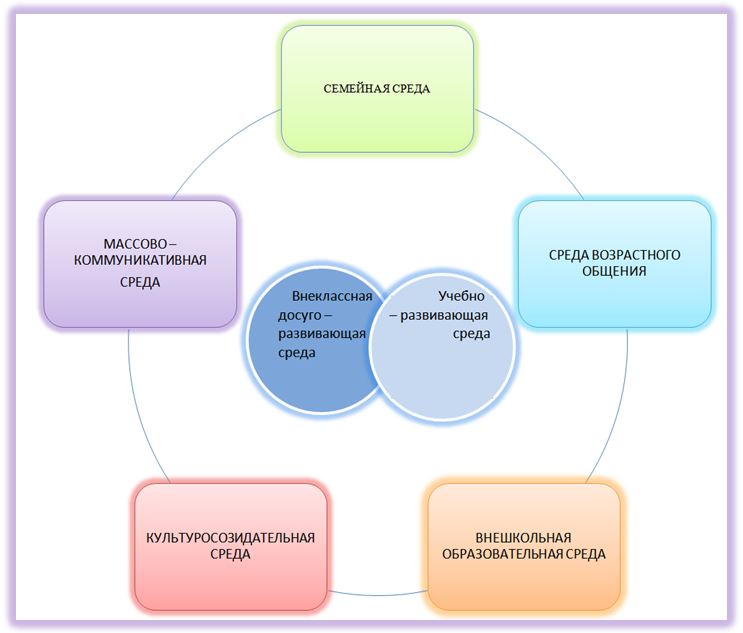 СЕМЕЙНАЯ СРЕДА
МАССОВО –
КОММУНИКАТИВНАЯ
СРЕДА
СРЕДА ВОЗРАСТНОГО
ОБЩЕНИЯ
Внеклассная
досуго –
развивающая
среда
Учебно
– развивающая
среда
КУЛЬТУРОСОЗИДАТЕЛЬНАЯ
СРЕДА
ВНЕШКОЛЬНАЯ
ОБРАЗОВАТЕЛЬНАЯ СРЕДА